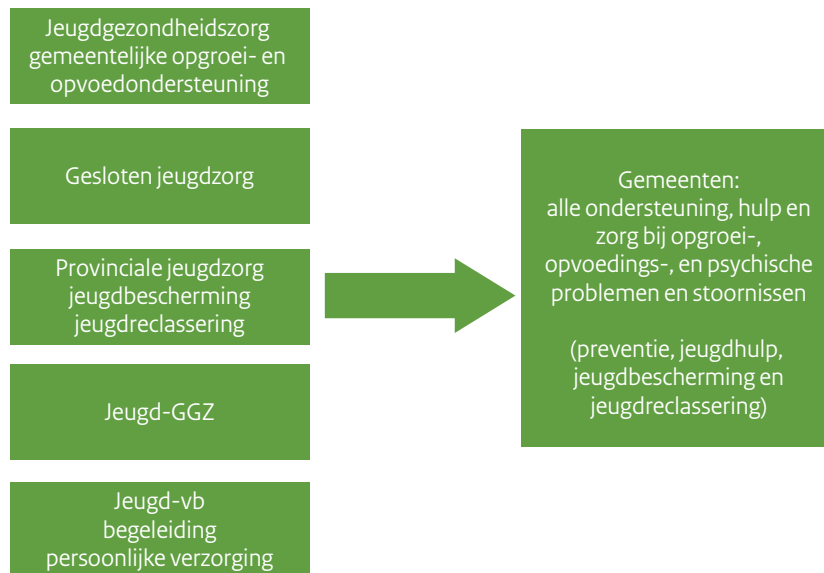 Jeugdgezondheidszorg
gemeentelijke opgroei- en
opvoedondersteuning
Gesloten jeugdzorg
Provinciale jeugdzorg
jeugdbescherming
jeugdreclassering
Jeugd-GGZ
Jeugd-vb
begeleiding
persoonlijke verzorging
Gemeenten:
alle ondersteuning, hulp en
zorg bij opgroei-,
opvoedings-, en psychische
problemen en stoornissen
(preventie, jeugdhulp,
jeugdbescherming en
jeugdreclassering)